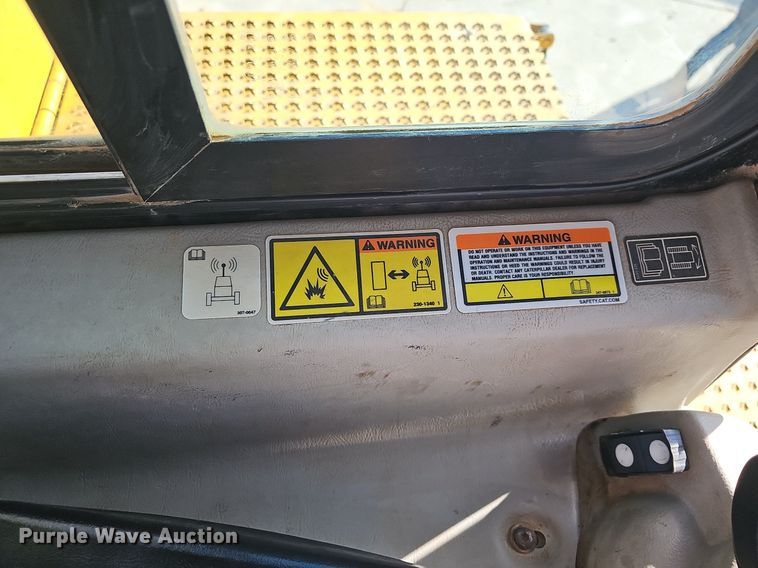 307-0047
WARNING
230-1340 1
WARNING
DO NOT OPERATE OR WORK ON THIS EQUIPMENT UNLESS YOU HAVE
READ AND UNDERSTAND THE INSTRUCTIONS AND WARNINGS IN THE
OPERATION AND MAINTENANCE MANUALS. FAILURE TO FOLLOW THE
INSTRUCTIONS OR HEED THE WARNINGS COULD RESULT IN INJURY
OR DEATH. CONTACT ANY CATERPILLAR DEALER FOR REPLACEMENT
MANUALS. PROPER CARE IS YOUR RESPONSIBILITY.
SAFETY.CAT.COM
Purple Wave Auction